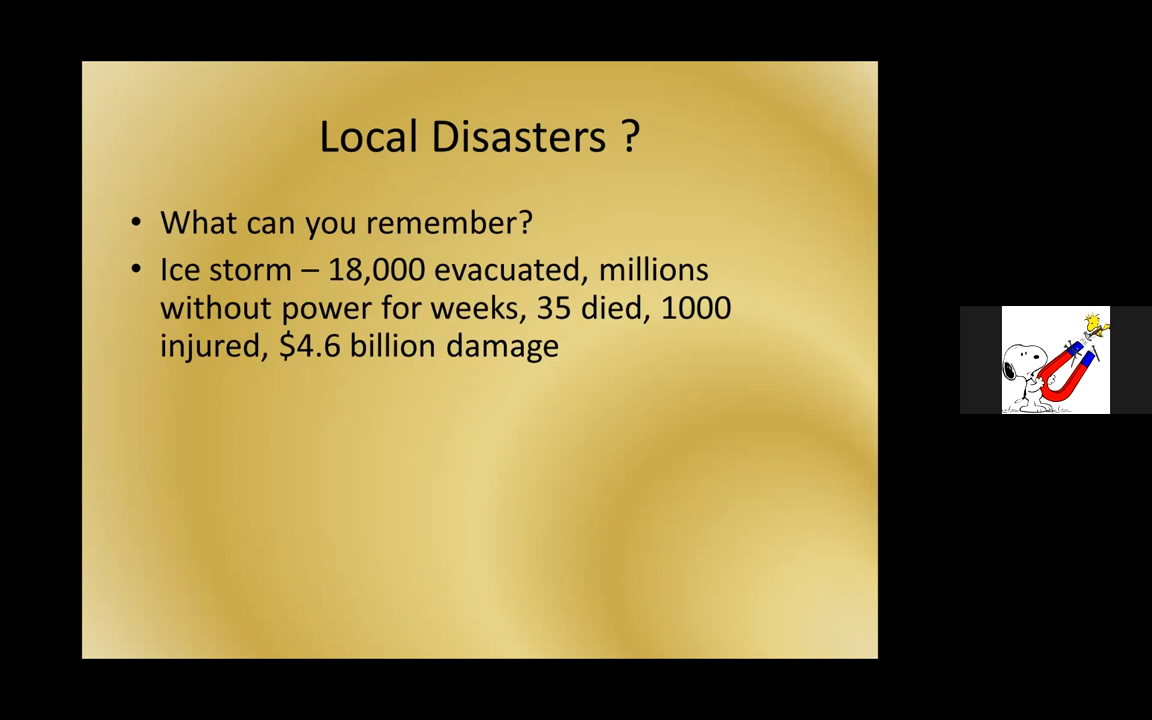 Local Disasters ?
• What can you remember?
• Ice storm – 18,000 evacuated, millions
without power for weeks, 35 died, 1000
injured, $4.6 billion damage